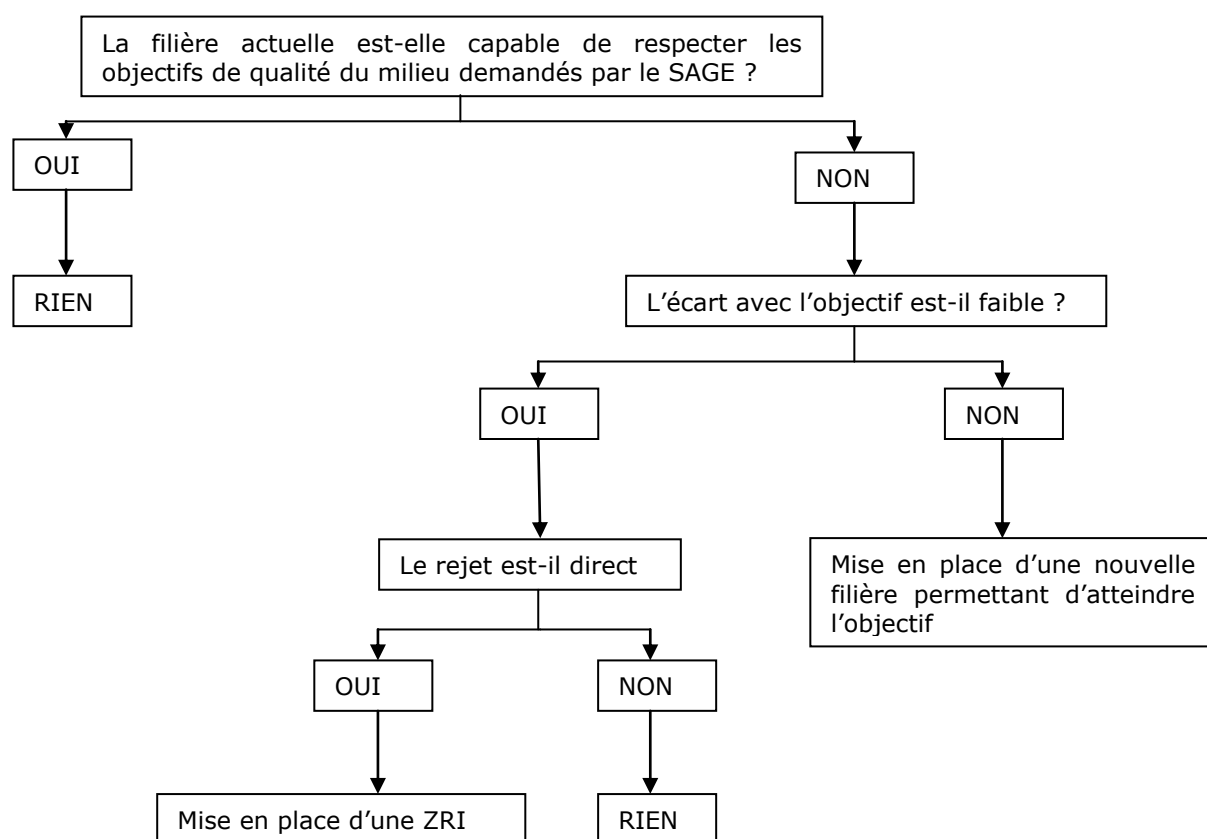 La filière actuelle est-elle capable de respecter les
objectifs de qualité du milieu demandés par le SAGE ?
OUI
NON
RIEN
L’écart avec l’objectif est-il faible ?
OUI
NON
Le rejet est-il direct
Mise en place d’une nouvelle
filière permettant d’atteindre
l’objectif
OUI
NON
Mise en place d’une ZRI
RIEN